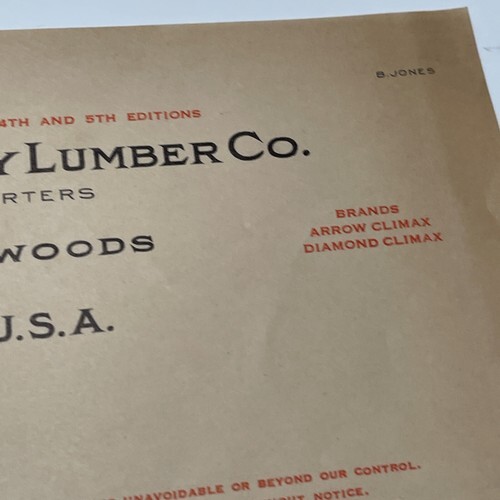 B. JONES
4TH AND 5TH EDITIONS
Y LUMBER CO.
RTERS
WOODS
BRANDS
ARROW CLIMAX
DIAMOND CLIMAX
U.S.A.
UNAVOIDABLE OR BEYOND OUR CONTROL.
NOTICE.